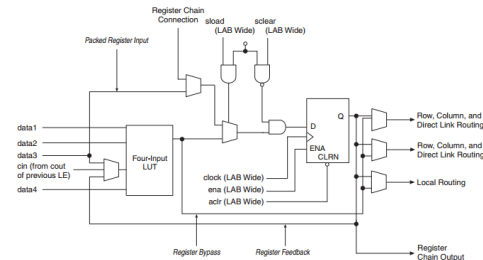 Register Chain
Connection
sload
(LAB Wide)
sclear
(LAB Wide)
Packed Register Input
Q
D
ENA
CLRN
Row, Column, and
Direct Link Routing
Row, Column, and
Direct Link Routing
Local Routing
data1
data2
data3
cin (from cout
of previous LE)
data4
Four-Input
LUT
clock (LAB Wide)
ena (LAB Wide)
aclr (LAB Wide)
Register Bypass
Register Feedback
Register
Chain Output